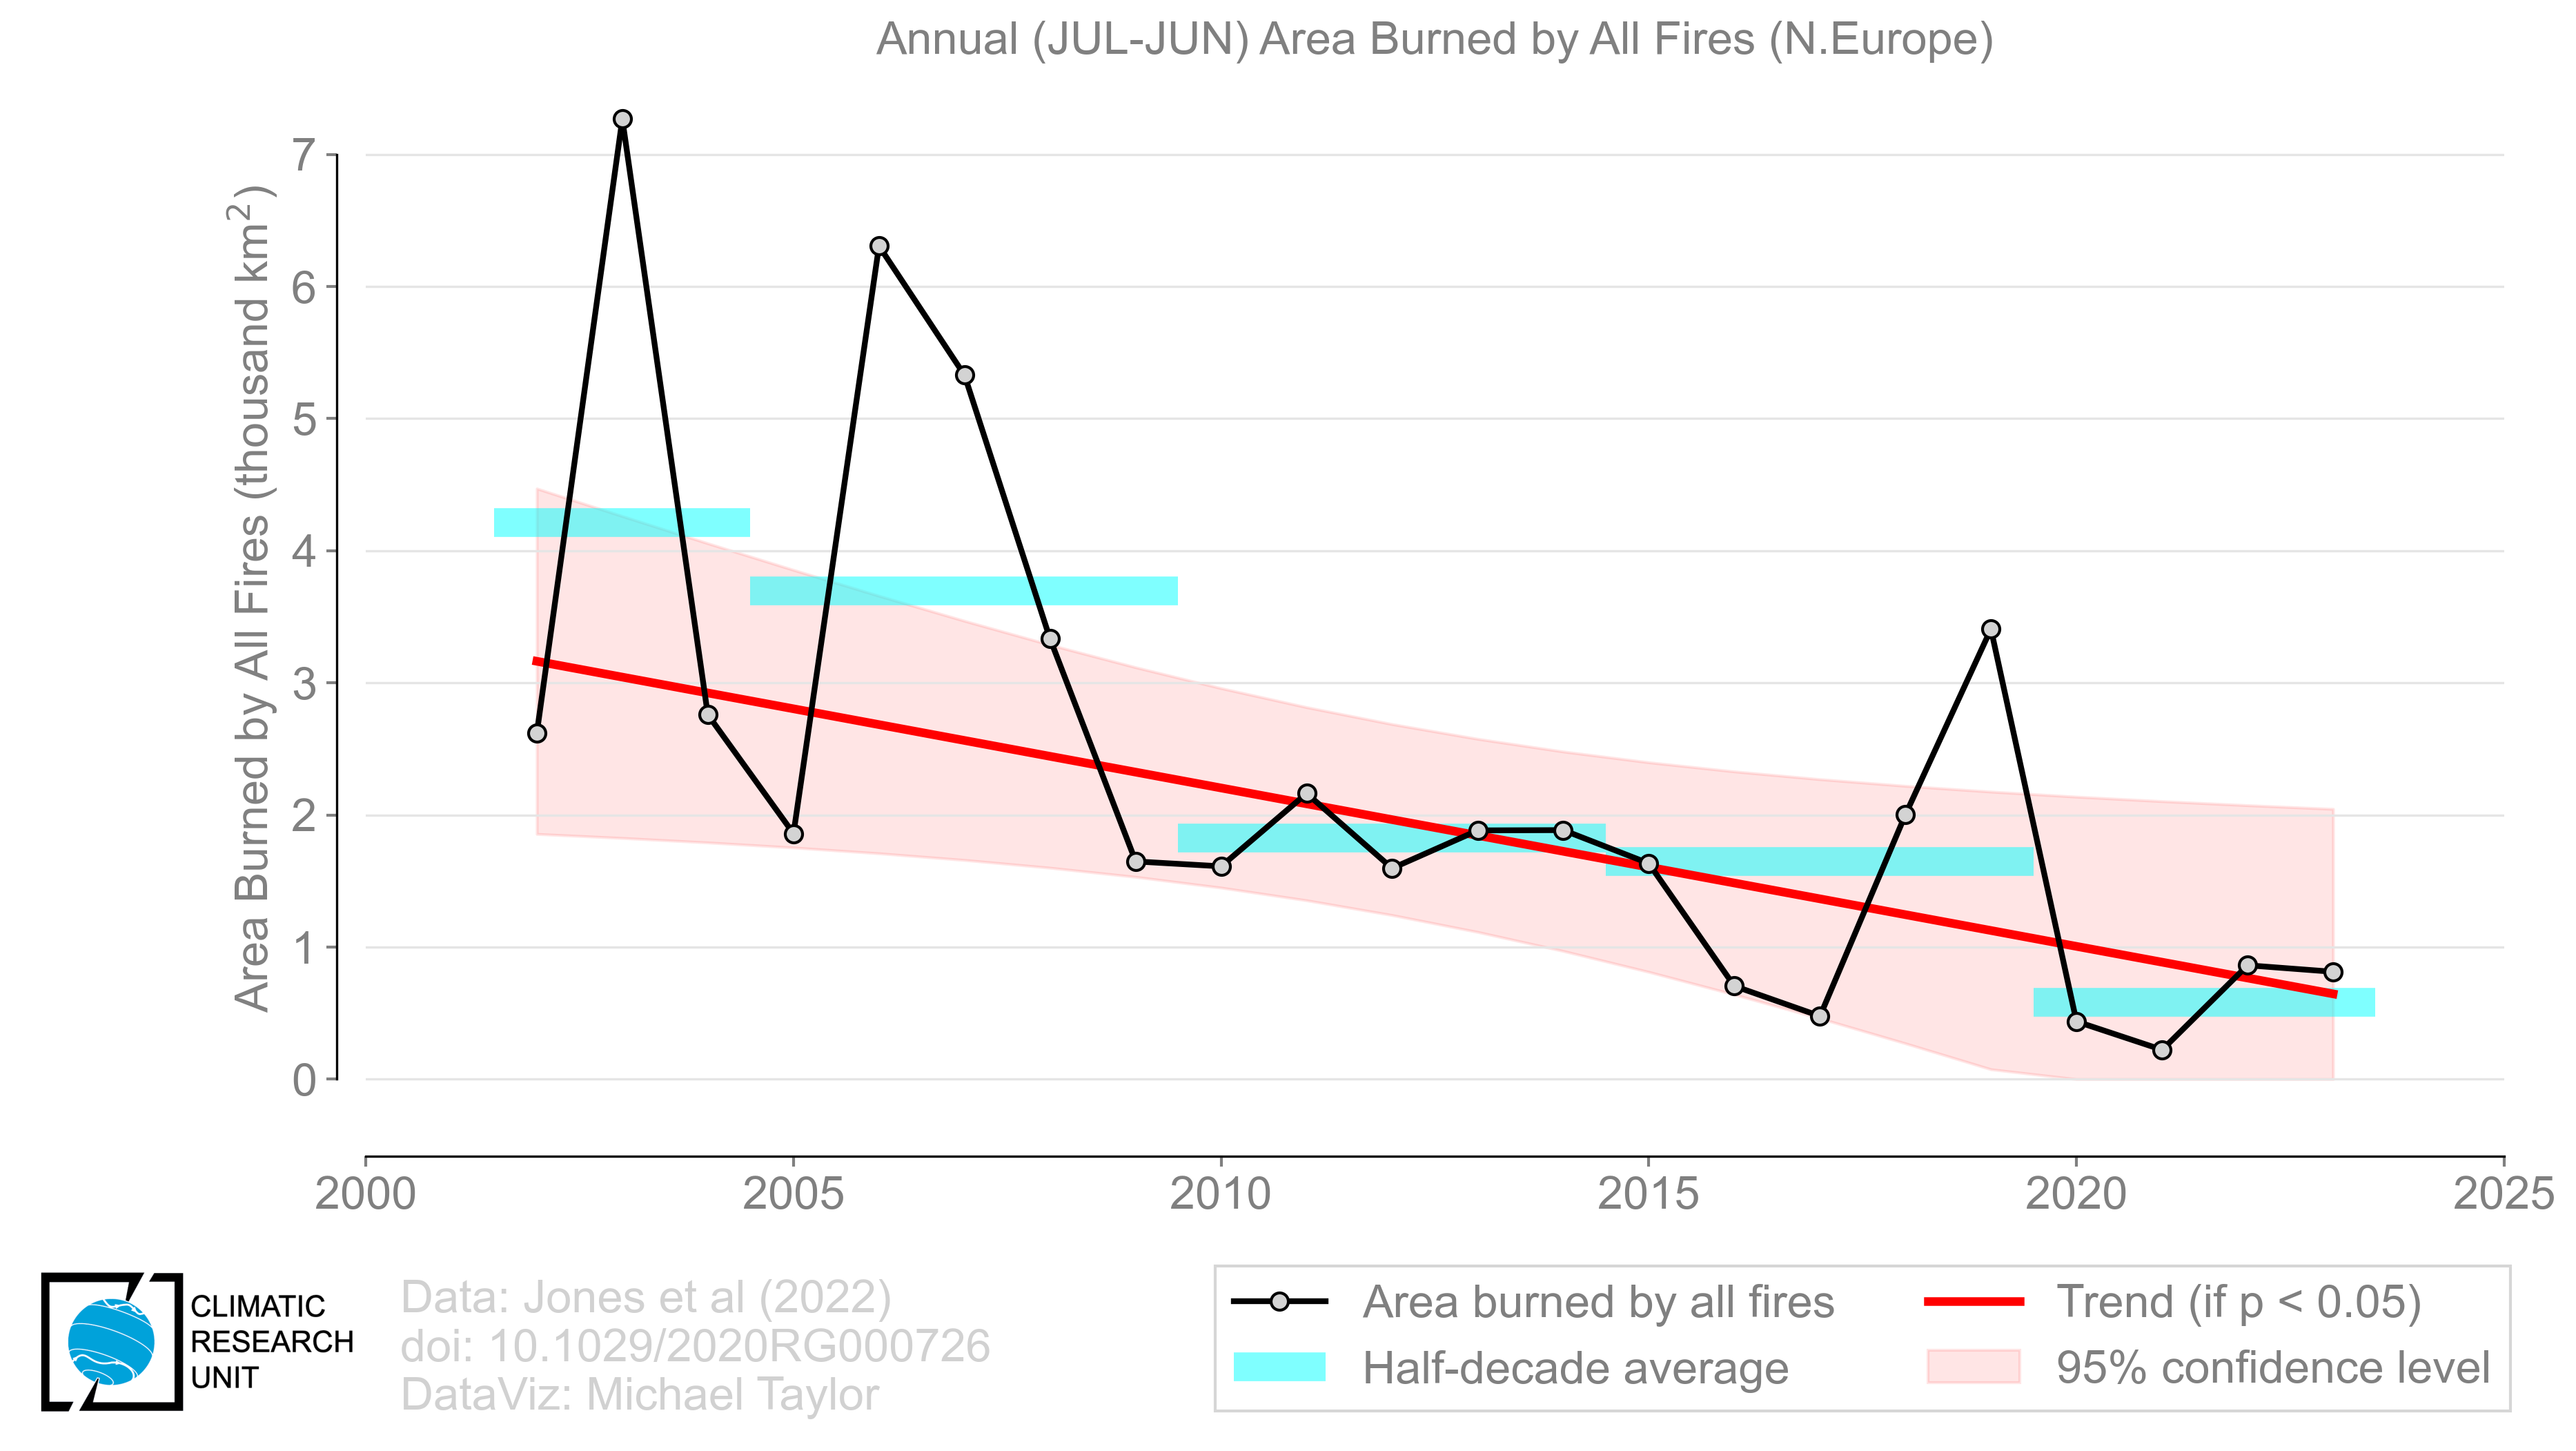 Annual (JUL-JUN) Area Burned by All Fires (N.Europe)
Area Burned by All Fires (thousand km²)
7
6
5
4
3
2
1
0
2000 2005 2010 2015 2020 2025
CLIMATIC
RESEARCH
UNIT
Data: Jones et al (2022)
doi: 10.1029/2020RG000726
DataViz: Michael Taylor
Area burned by all fires
Half-decade average
Trend (if p < 0.05)
95% confidence level